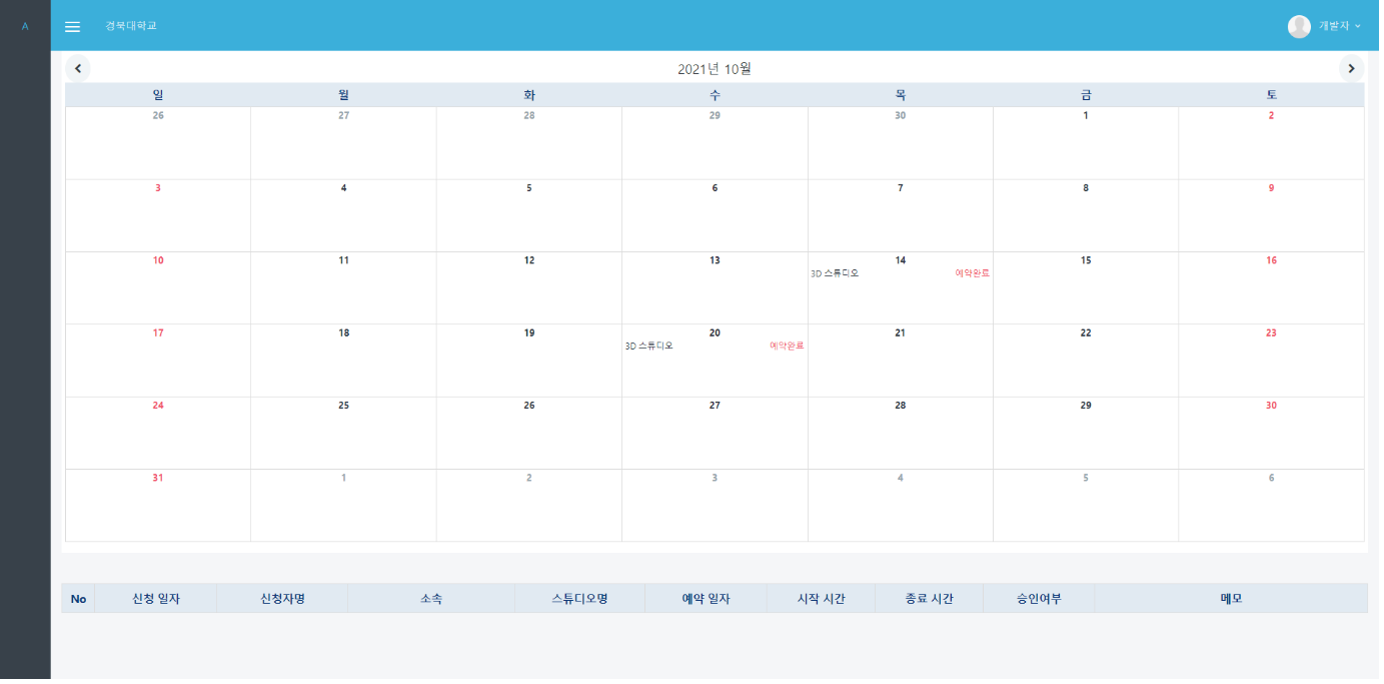 A 경북대학교 개발자
2021년 10월
일 월 화 수 목 금 토
26 27 28 29 30 1 2
3 4 5 6 7 8 9
10 11 12 13 14 15 16
3D 스튜디오 예약완료
17 18 19 20 21 22 23
3D 스튜디오 예약완료
24 25 26 27 28 29 30
31 1 2 3 4 5 6
No 신청 일자 신청자명 소속 스튜디오명 예약 일자 시작 시간 종료 시간 승인여부 메모